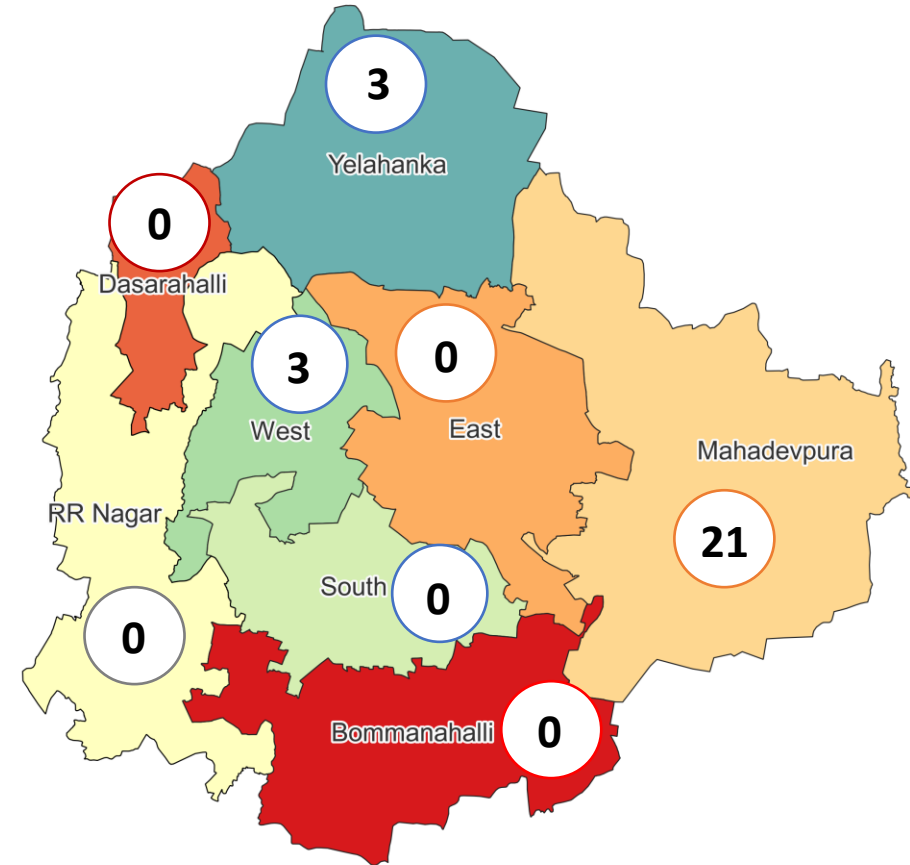 3
Yelahanka
0
Dasarahalli
3
West
0
East
Mahadevpura
21
RR Nagar
0
South
0
Bommanahalli
0